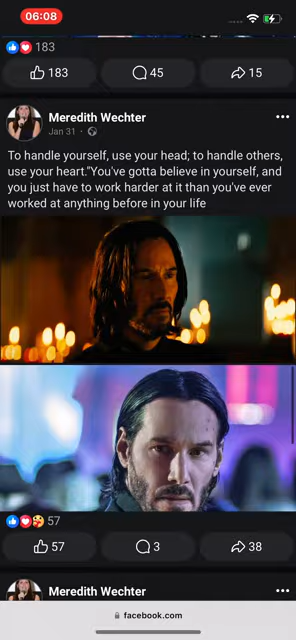 06:08
183
183
45
15
Meredith Wechter
Jan 31 ·
To handle yourself, use your head; to handle others,
use your heart."You've gotta believe in yourself, and
you just have to work harder at it than you've ever
worked at anything before in your life
57
57
3
38
Meredith Wechter
facebook.com